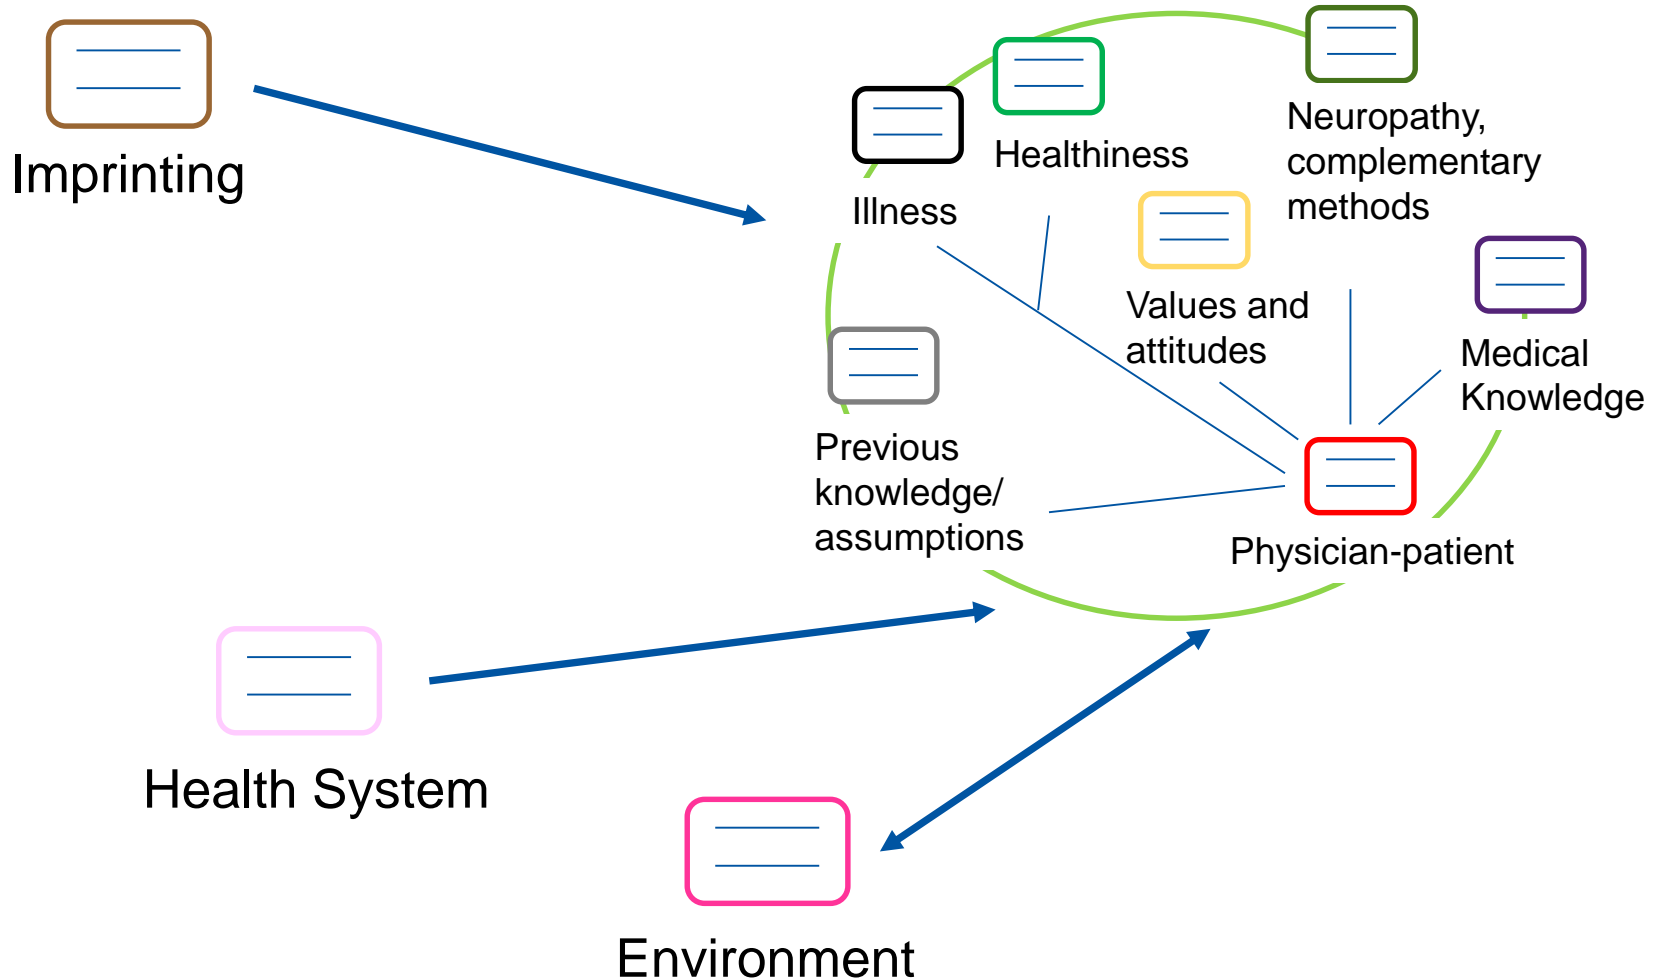 Imprinting
Illness
Healthiness
Neuropathy,
complementary
methods
Values and
attitudes
Medical
Knowledge
Previous
knowledge/
assumptions
Physician-patient
Health System
Environment